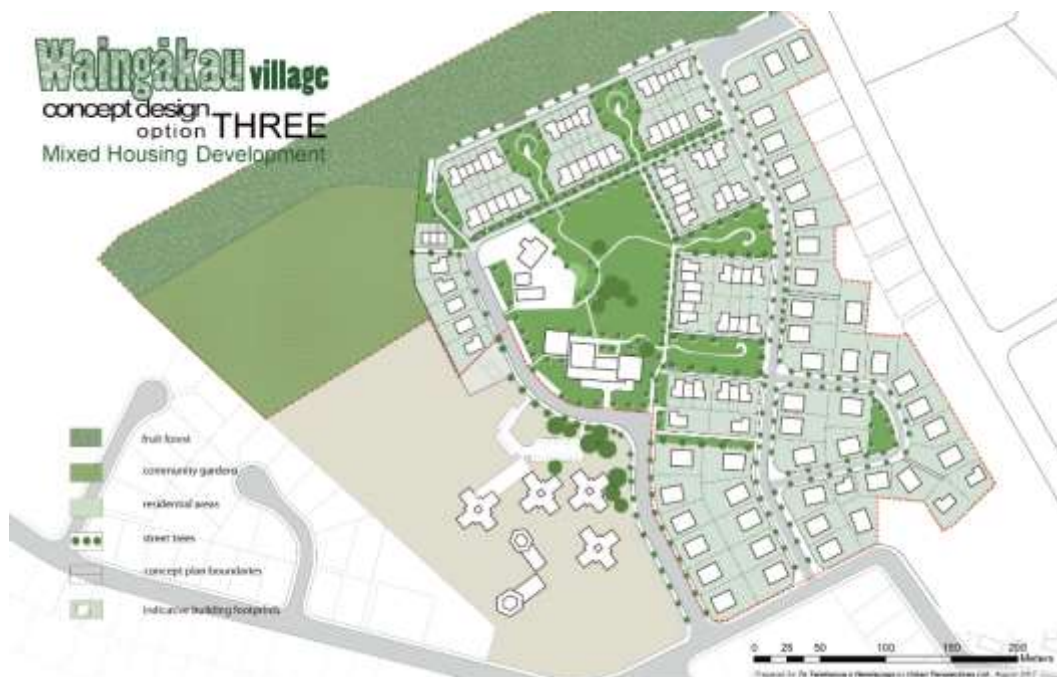 Waingākau village
concept design
option THREE
Mixed Housing Development
fruit forest
community gardens
residential areas
street trees
concept plan boundaries
indicative building footprints
0 25 50 100 150 200
Meters